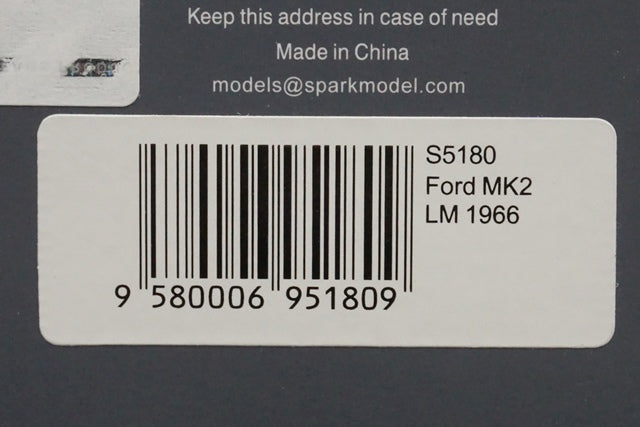 Keep this address in case of need
Made in China
models@sparkmodel.com
S5180
Ford MK2
LM 1966
9 580006 951809